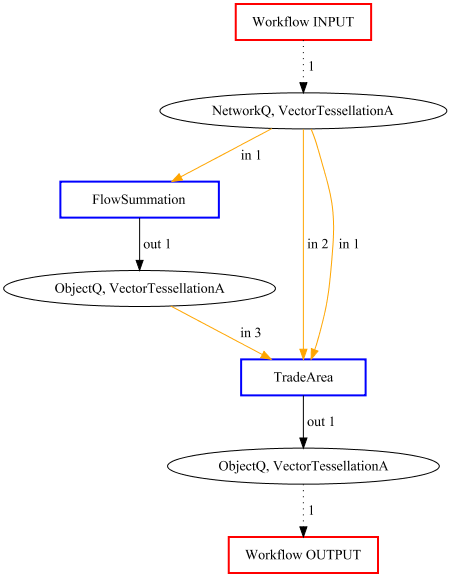 Workflow INPUT
1
NetworkQ, VectorTessellationA
in 1
FlowSummation
out 1
in 2
in 1
ObjectQ, VectorTessellationA
in 3
TradeArea
out 1
ObjectQ, VectorTessellationA
1
Workflow OUTPUT